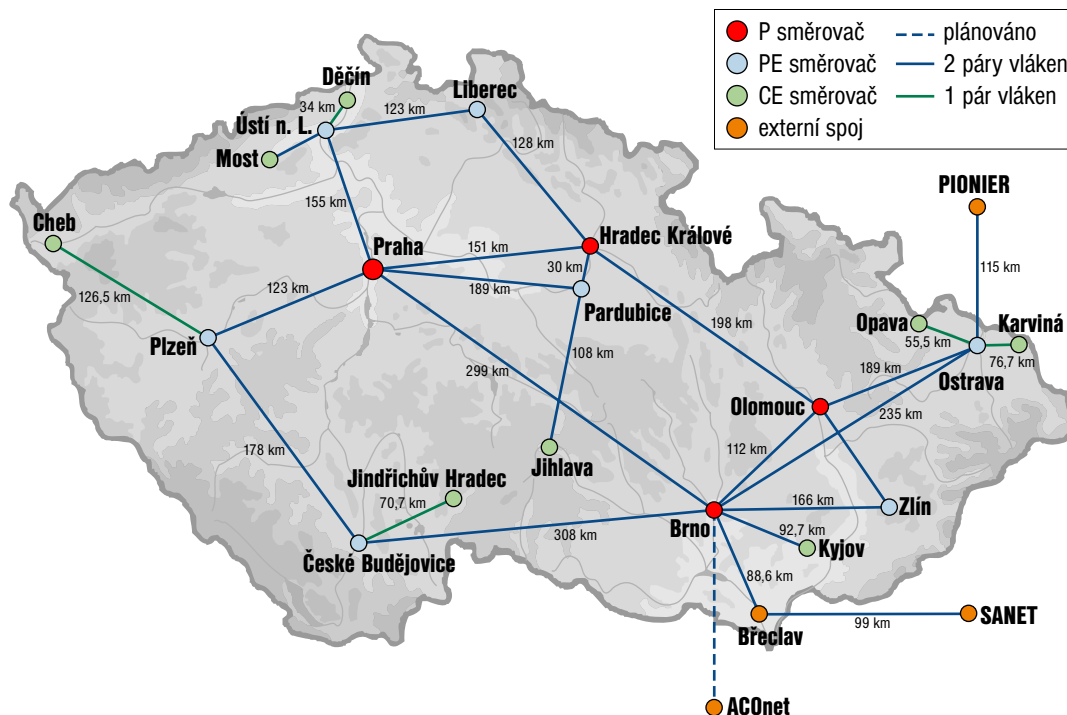 P směrovač
PE směrovač
CE směrovač
externí spoj
plánováno
2 páry vláken
1 pár vláken
Děčín
34 km
Ústí n. L.
123 km
Liberec
Most
128 km
155 km
PIONIER
Cheb
Praha
151 km
Hradec Králové
30 km
115 km
126,5 km
123 km
189 km
Pardubice
198 km
Opava
55,5 km
Karviná
76,7 km
Plzeň
108 km
299 km
189 km
Ostrava
Olomouc
235 km
178 km
112 km
Jihlava
Jindřichův Hradec
70,7 km
166 km
Zlín
Brno
308 km
92,7 km
Kyjov
České Budějovice
88,6 km
Břeclav
99 km
SANET
ACOnet